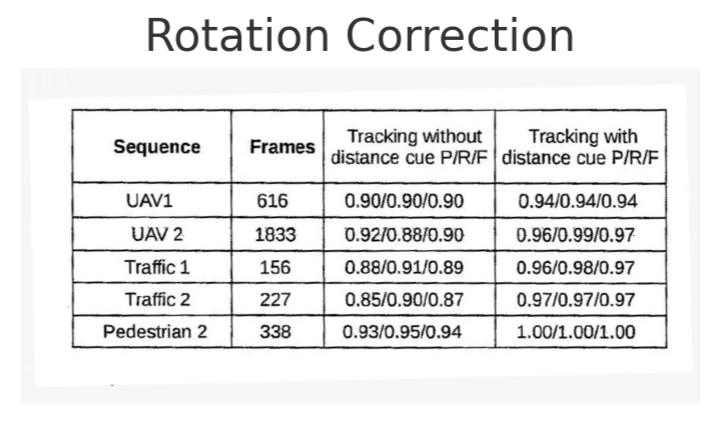 Rotation Correction
Sequence Frames Tracking without distance cue P/R/F Tracking with distance cue P/R/F
UAV1 616 0.90/0.90/0.90 0.94/0.94/0.94
UAV 2 1833 0.92/0.88/0.90 0.96/0.99/0.97
Traffic 1 156 0.88/0.91/0.89 0.96/0.98/0.97
Traffic 2 227 0.85/0.90/0.87 0.97/0.97/0.97
Pedestrian 2 338 0.93/0.95/0.94 1.00/1.00/1.00